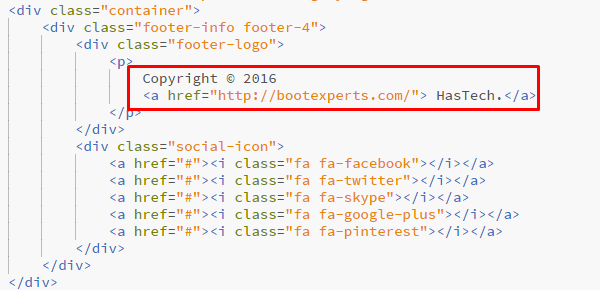 <div class="container">
<div class="footer-info footer-4">
<div class="footer-logo">
<p>
Copyright © 2016
<a href="http://bootexperts.com/"> HasTech.</a>
</p>
</div>
<div class="social-icon">
<a href="#"><i class="fa fa-facebook"></i></a>
<a href="#"><i class="fa fa-twitter"></i></a>
<a href="#"><i class="fa fa-skype"></i></a>
<a href="#"><i class="fa fa-google-plus"></i></a>
<a href="#"><i class="fa fa-pinterest"></i></a>
</div>
</div>
</div>